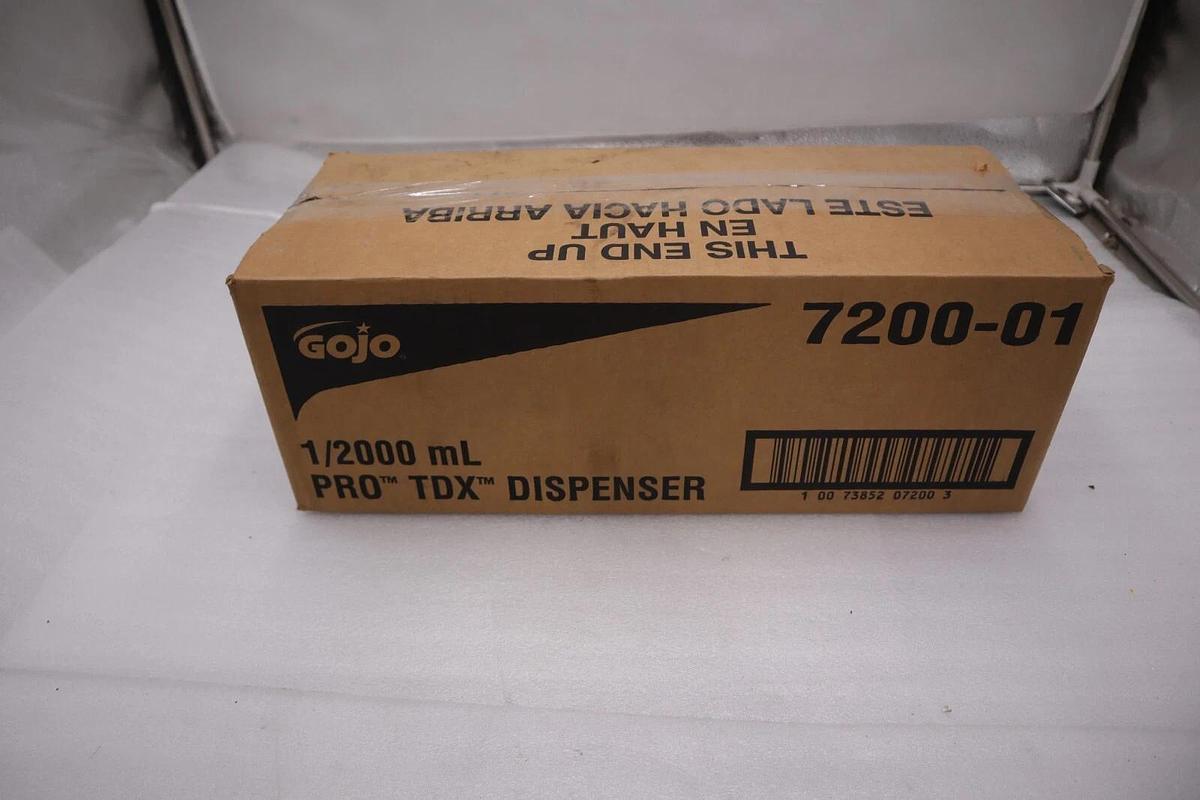 THIS END UP
EN HAUT
ESTE LADO HACIA ARRIBA
GOJO
7200-01
1/2000 mL
PRO™ TDX™ DISPENSER
1 00 73852 07200 3